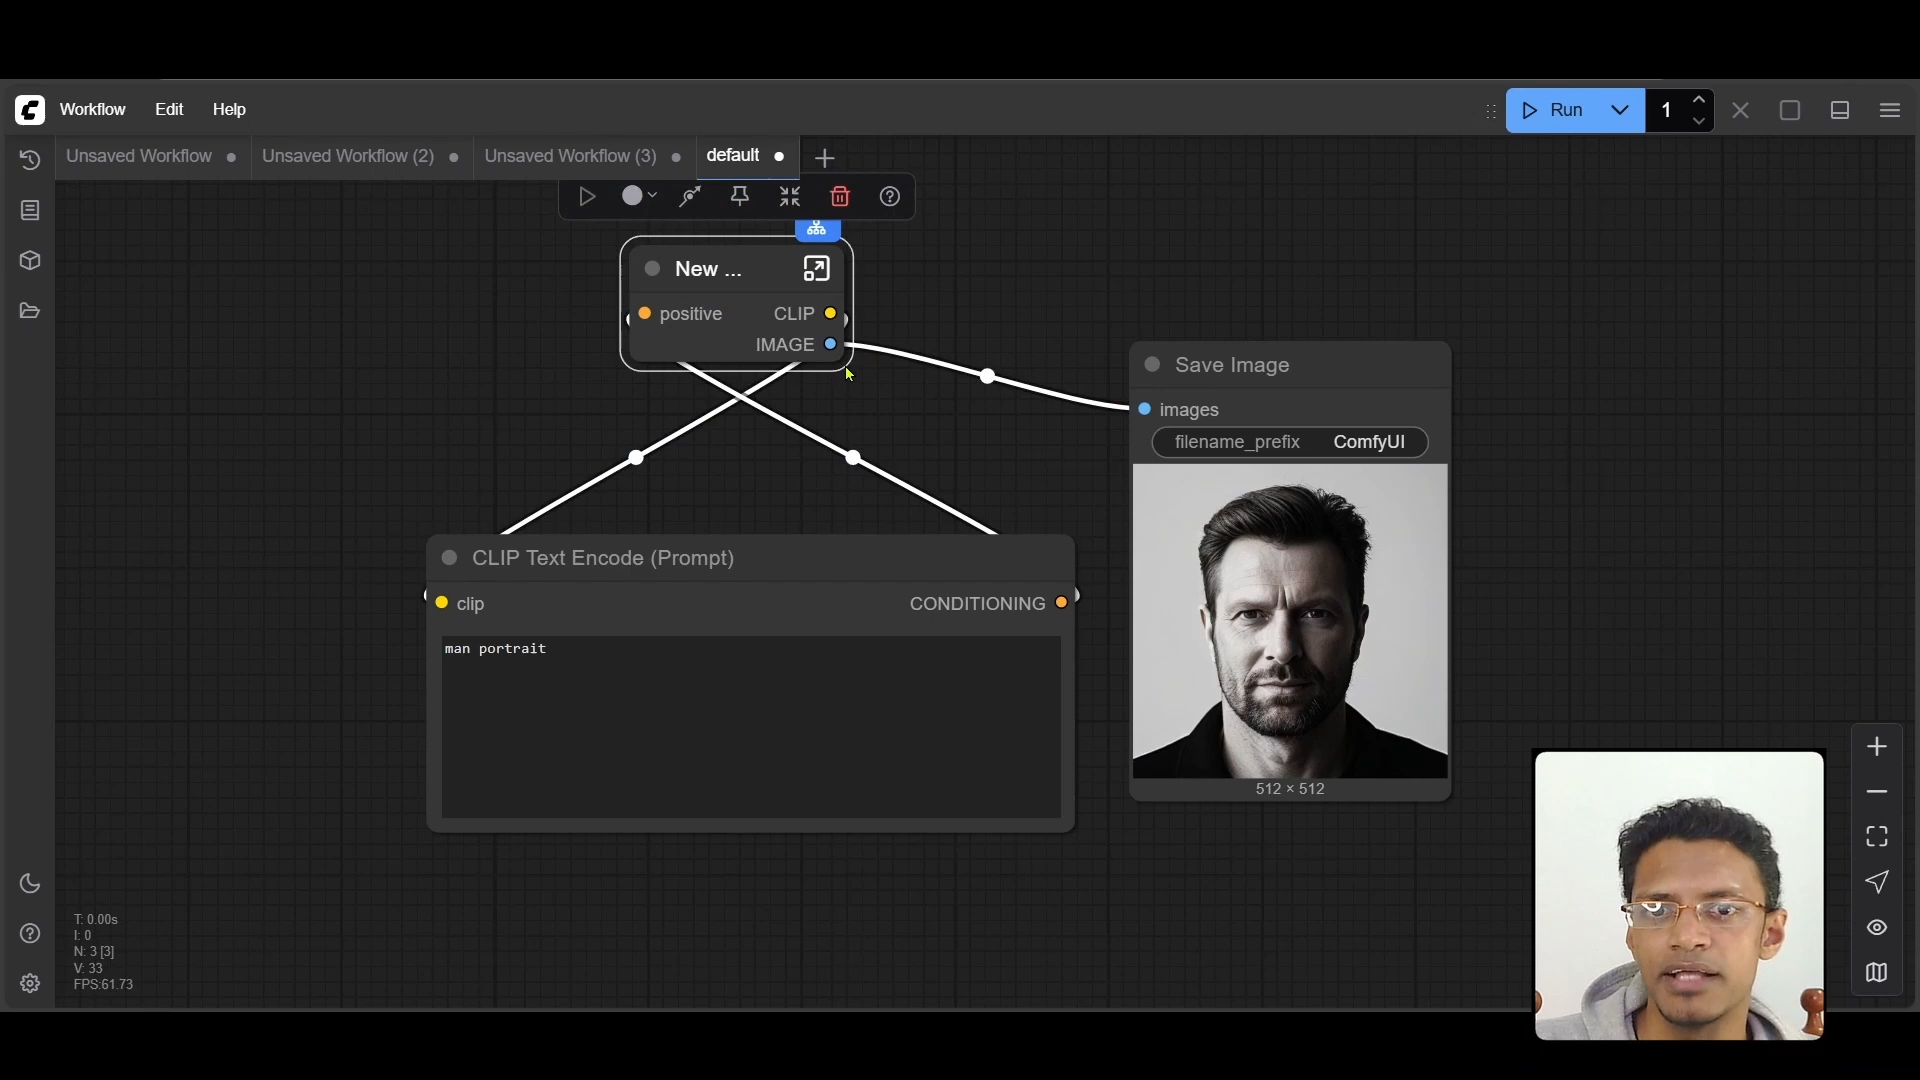 Workflow Edit Help
Run 1
Unsaved Workflow Unsaved Workflow (2) Unsaved Workflow (3) default
New ...
positive CLIP
IMAGE
Save Image
images
filename_prefix ComfyUI
CLIP Text Encode (Prompt)
clip CONDITIONING
man portrait
512 × 512
T: 0.00s
I: 0
N: 3 [3]
V: 33
FPS:61.73